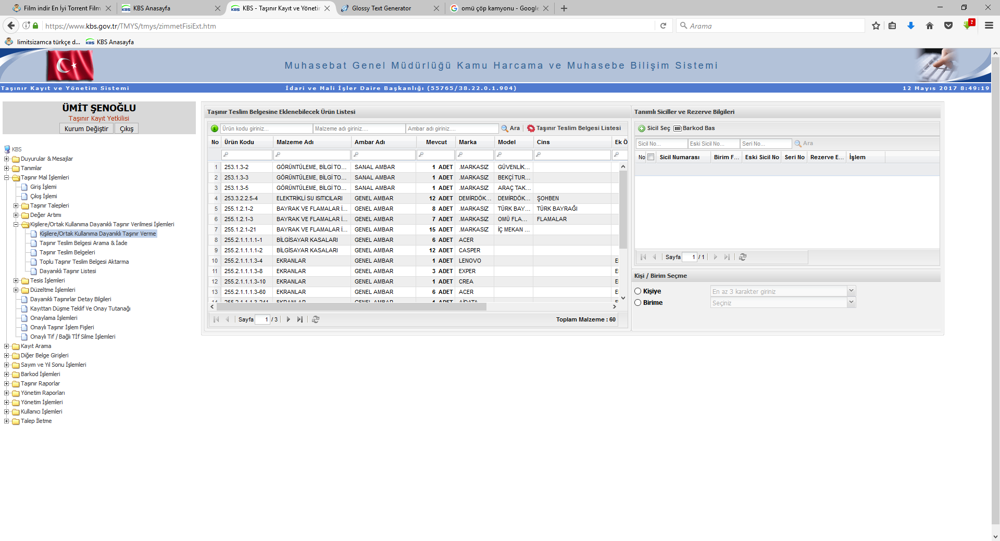 Film indir En İyi Torrent Film
KBS Anasayfa
KBS - Taşınır Kayıt ve Yönetir
Glossy Text Generator
omü çöp kamyonu - Google
https://www.kbs.gov.tr/TMYS/tmys/zimmetFisiExt.htm
Arama
limitsizamca türkçe d...
KBS Anasayfa
Muhasebat Genel Müdürlüğü Kamu Harcama ve Muhasebe Bilişim Sistemi
Taşınır Kayıt ve Yönetim Sistemi
İdari ve Mali İşler Daire Başkanlığı (55765/38.22.0.1.904)
12 Mayıs 2017 8:49:19
ÜMİT ŞENOĞLU
Taşınır Kayıt Yetkilisi
Kurum Değiştir
Çıkış
KBS
Duyurular & Mesajlar
Tanımlar
Taşınır Mal İşlemleri
Giriş İşlemi
Çıkış İşlemi
Taşınır Talepleri
Değer Artımı
Kişilere/Ortak Kullanıma Dayanıklı Taşınır Verilmesi İşlemleri
Kişilere/Ortak Kullanıma Dayanıklı Taşınır Verme
Taşınır Teslim Belgesi Arama & İade
Taşınır Teslim Belgeleri
Toplu Taşınır Teslim Belgesi Aktarma
Dayanıklı Taşınır Listesi
Tesis İşlemleri
Düzeltme İşlemleri
Dayanıklı Taşınırlar Detay Bilgileri
Kayıttan Düşme Teklif Ve Onay Tutanağı
Onaylama İşlemleri
Onaylı Taşınır İşlem Fişleri
Onaylı Tif / Bağlı Tİf Silme İşlemleri
Kayıt Arama
Diğer Belge Girişleri
Sayım ve Yıl Sonu İşlemleri
Barkod İşlemleri
Taşınır Raporlar
Yönetim Raporları
Yönetim İşlemleri
Kullanıcı İşlemleri
Talep İletme
Taşınır Teslim Belgesine Eklenebilecek Ürün Listesi
Ürün kodu giriniz... Malzeme adı giriniz.... Ambar adı giriniz.... Ara Taşınır Teslim Belgesi Listesi
No Ürün Kodu Malzeme Adı Ambar Adı Mevcut Marka Model Cins Ek Ö
1 253.1.3-2 GÖRÜNTÜLEME, BİLGİ TO... SANAL AMBAR 1 ADET .MARKASIZ GÜVENLİK...
2 253.1.3-3 GÖRÜNTÜLEME, BİLGİ TO... SANAL AMBAR 1 ADET .MARKASIZ BEKÇİ TUR...
3 253.1.3-5 GÖRÜNTÜLEME, BİLGİ TO... SANAL AMBAR 1 ADET .MARKASIZ ARAÇ TAK...
4 253.3.2.2.5-4 ELEKTRİKLİ SU ISITICILARI GENEL AMBAR 12 ADET DEMİRDÖK... DEMİRDÖK... ŞOHBEN
5 255.1.2.1-2 BAYRAK VE FLAMALAR İ... GENEL AMBAR 8 ADET .MARKASIZ TÜRK BAY... TÜRK BAYRAĞI
6 255.1.2.1-3 BAYRAK VE FLAMALAR İ... GENEL AMBAR 7 ADET .MARKASIZ OMÜ FLA... FLAMALAR
7 255.1.2.1-21 BAYRAK VE FLAMALAR İ... GENEL AMBAR 15 ADET .MARKASIZ İÇ MEKAN ...
8 255.2.1.1.1.1-1 BİLGİSAYAR KASALARI GENEL AMBAR 6 ADET ACER
9 255.2.1.1.1.1-2 BİLGİSAYAR KASALARI GENEL AMBAR 12 ADET CASPER
10 255.2.1.1.1.3-4 EKRANLAR GENEL AMBAR 1 ADET LENOVO E
11 255.2.1.1.1.3-8 EKRANLAR GENEL AMBAR 3 ADET EXPER E
12 255.2.1.1.1.3-10 EKRANLAR GENEL AMBAR 1 ADET CREA E
13 255.2.1.1.1.3-60 EKRANLAR GENEL AMBAR 6 ADET ACER E
14 255.2.1.1.1.3-241 EKRANLAR GENEL AMBAR 1 ADET AİDATA
Sayfa 1 / 3 Toplam Malzeme : 60
Tanımlı Siciller ve Rezerve Bilgileri
Sicil Seç Barkod Bas
Sicil No... Eski Sicil No... Seri No... Ara
No Sicil Numarası Birim F... Eski Sicil No Seri No Rezerve E... İşlem
Sayfa 1 / 1
Kişi / Birim Seçme
Kişiye En az 3 karakter giriniz
Birime Seçiniz